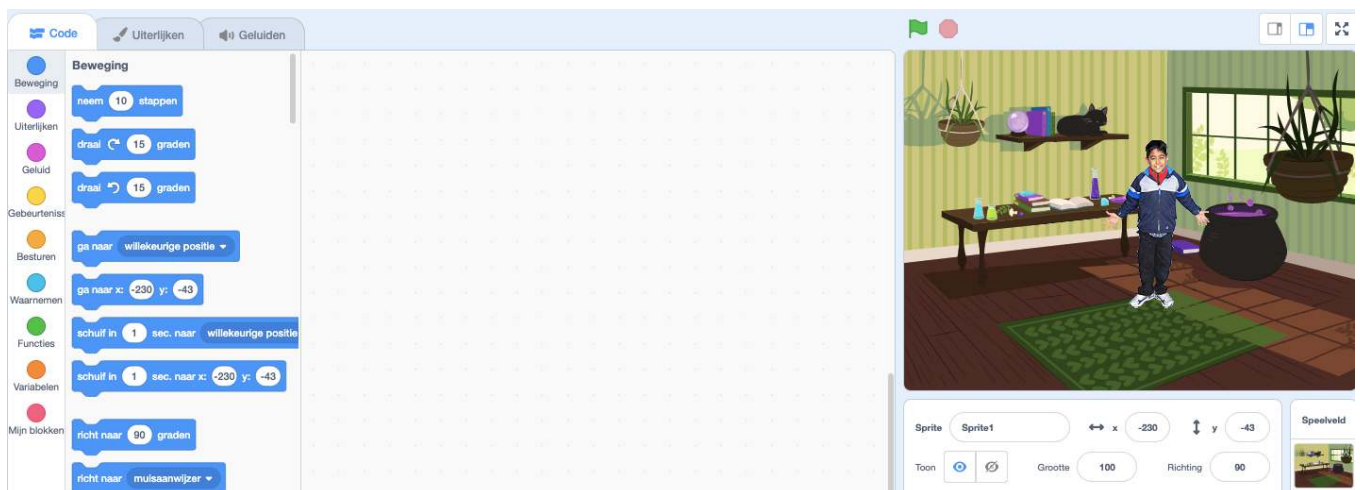 Code
Uiterlijken
Geluiden
Beweging
Uiterlijken
Geluid
Gebeurteniss
Besturen
Waarnemen
Functies
Variabelen
Mijn blokken
Beweging
neem 10 stappen
draai 15 graden
draai 15 graden
ga naar willekeurige positie
ga naar x: -230 y: -43
schuif in 1 sec. naar willekeurige positie
schuif in 1 sec. naar x: -230 y: -43
richt naar 90 graden
richt naar muisaanwijzer
Sprite Sprite1 x -230 y -43
Toon Grootte 100 Richting 90
Speelveld